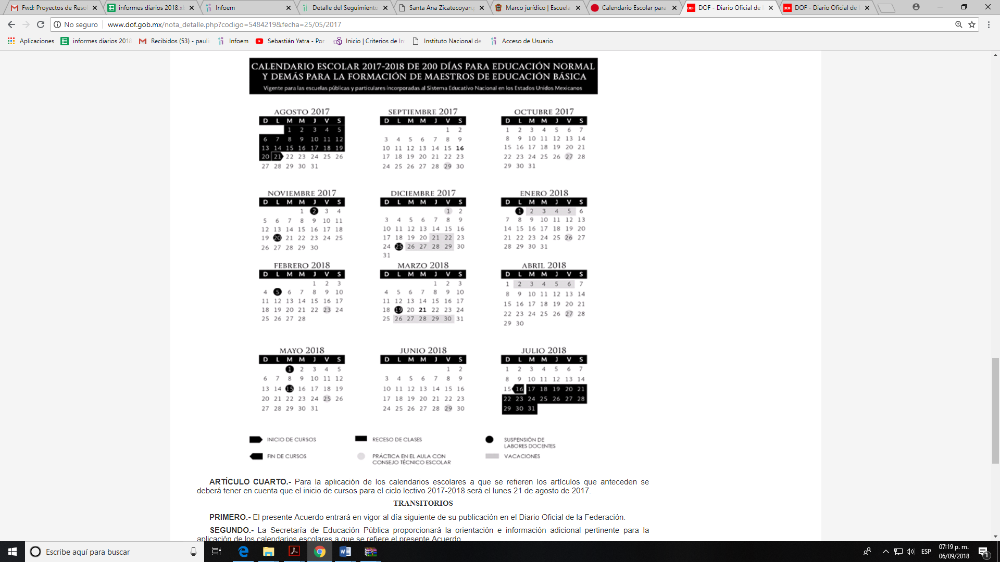 Fwd: Proyectos de Resol
informes diarios 2018.xl
Infoem
Detalle del Seguimiento
Santa Ana Zicatecoyan.p
Marco jurídico | Escuela
Calendario Escolar para
DOF - Diario Oficial de l
DOF - Diario Oficial de l
No seguro | www.dof.gob.mx/nota_detalle.php?codigo=5484219&fecha=25/05/2017
Aplicaciones informes diarios 2018 Recibidos (53) - pauli Infoem Sebastián Yatra - Por Inicio | Criterios de In Instituto Nacional de Acceso de Usuario
CALENDARIO ESCOLAR 2017-2018 DE 200 DÍAS PARA EDUCACIÓN NORMAL
Y DEMÁS PARA LA FORMACIÓN DE MAESTROS DE EDUCACIÓN BÁSICA
Vigente para las escuelas públicas y particulares incorporadas al Sistema Educativo Nacional en los Estados Unidos Mexicanos
AGOSTO 2017
D L M M J V S
1 2 3 4 5
6 7 8 9 10 11 12
13 14 15 16 17 18 19
20 21 22 23 24 25 26
27 28 29 30 31
SEPTIEMBRE 2017
D L M M J V S
1 2
3 4 5 6 7 8 9
10 11 12 13 14 15 16
17 18 19 20 21 22 23
24 25 26 27 28 29 30
OCTUBRE 2017
D L M M J V S
1 2 3 4 5 6 7
8 9 10 11 12 13 14
15 16 17 18 19 20 21
22 23 24 25 26 27 28
29 30 31
NOVIEMBRE 2017
D L M M J V S
1 2 3 4
5 6 7 8 9 10 11
12 13 14 15 16 17 18
19 20 21 22 23 24 25
26 27 28 29 30
DICIEMBRE 2017
D L M M J V S
1 2
3 4 5 6 7 8 9
10 11 12 13 14 15 16
17 18 19 20 21 22 23
24 25 26 27 28 29 30
31
ENERO 2018
D L M M J V S
1 2 3 4 5 6
7 8 9 10 11 12 13
14 15 16 17 18 19 20
21 22 23 24 25 26 27
28 29 30 31
FEBRERO 2018
D L M M J V S
1 2 3
4 5 6 7 8 9 10
11 12 13 14 15 16 17
18 19 20 21 22 23 24
25 26 27 28
MARZO 2018
D L M M J V S
1 2 3
4 5 6 7 8 9 10
11 12 13 14 15 16 17
18 19 20 21 22 23 24
25 26 27 28 29 30 31
ABRIL 2018
D L M M J V S
1 2 3 4 5 6 7
8 9 10 11 12 13 14
15 16 17 18 19 20 21
22 23 24 25 26 27 28
29 30
MAYO 2018
D L M M J V S
1 2 3 4 5
6 7 8 9 10 11 12
13 14 15 16 17 18 19
20 21 22 23 24 25 26
27 28 29 30 31
JUNIO 2018
D L M M J V S
1 2
3 4 5 6 7 8 9
10 11 12 13 14 15 16
17 18 19 20 21 22 23
24 25 26 27 28 29 30
JULIO 2018
D L M M J V S
1 2 3 4 5 6 7
8 9 10 11 12 13 14
15 16 17 18 19 20 21
22 23 24 25 26 27 28
29 30 31
INICIO DE CURSOS
FIN DE CURSOS
RECESO DE CLASES
PRÁCTICA EN EL AULA CON
CONSEJO TÉCNICO ESCOLAR
SUSPENSIÓN DE
LABORES DOCENTES
VACACIONES
ARTÍCULO CUARTO.- Para la aplicación de los calendarios escolares a que se refieren los artículos que anteceden se
deberá tener en cuenta que el inicio de cursos para el ciclo lectivo 2017-2018 será el lunes 21 de agosto de 2017.
TRANSITORIOS
PRIMERO.- El presente Acuerdo entrará en vigor al día siguiente de su publicación en el Diario Oficial de la Federación.
SEGUNDO.- La Secretaría de Educación Pública proporcionará la orientación e información adicional pertinente para la
aplicación de los calendarios escolares a que se refiere el presente Acuerdo
Escribe aquí para buscar
ESP
07:19 p. m.
06/09/2018
1